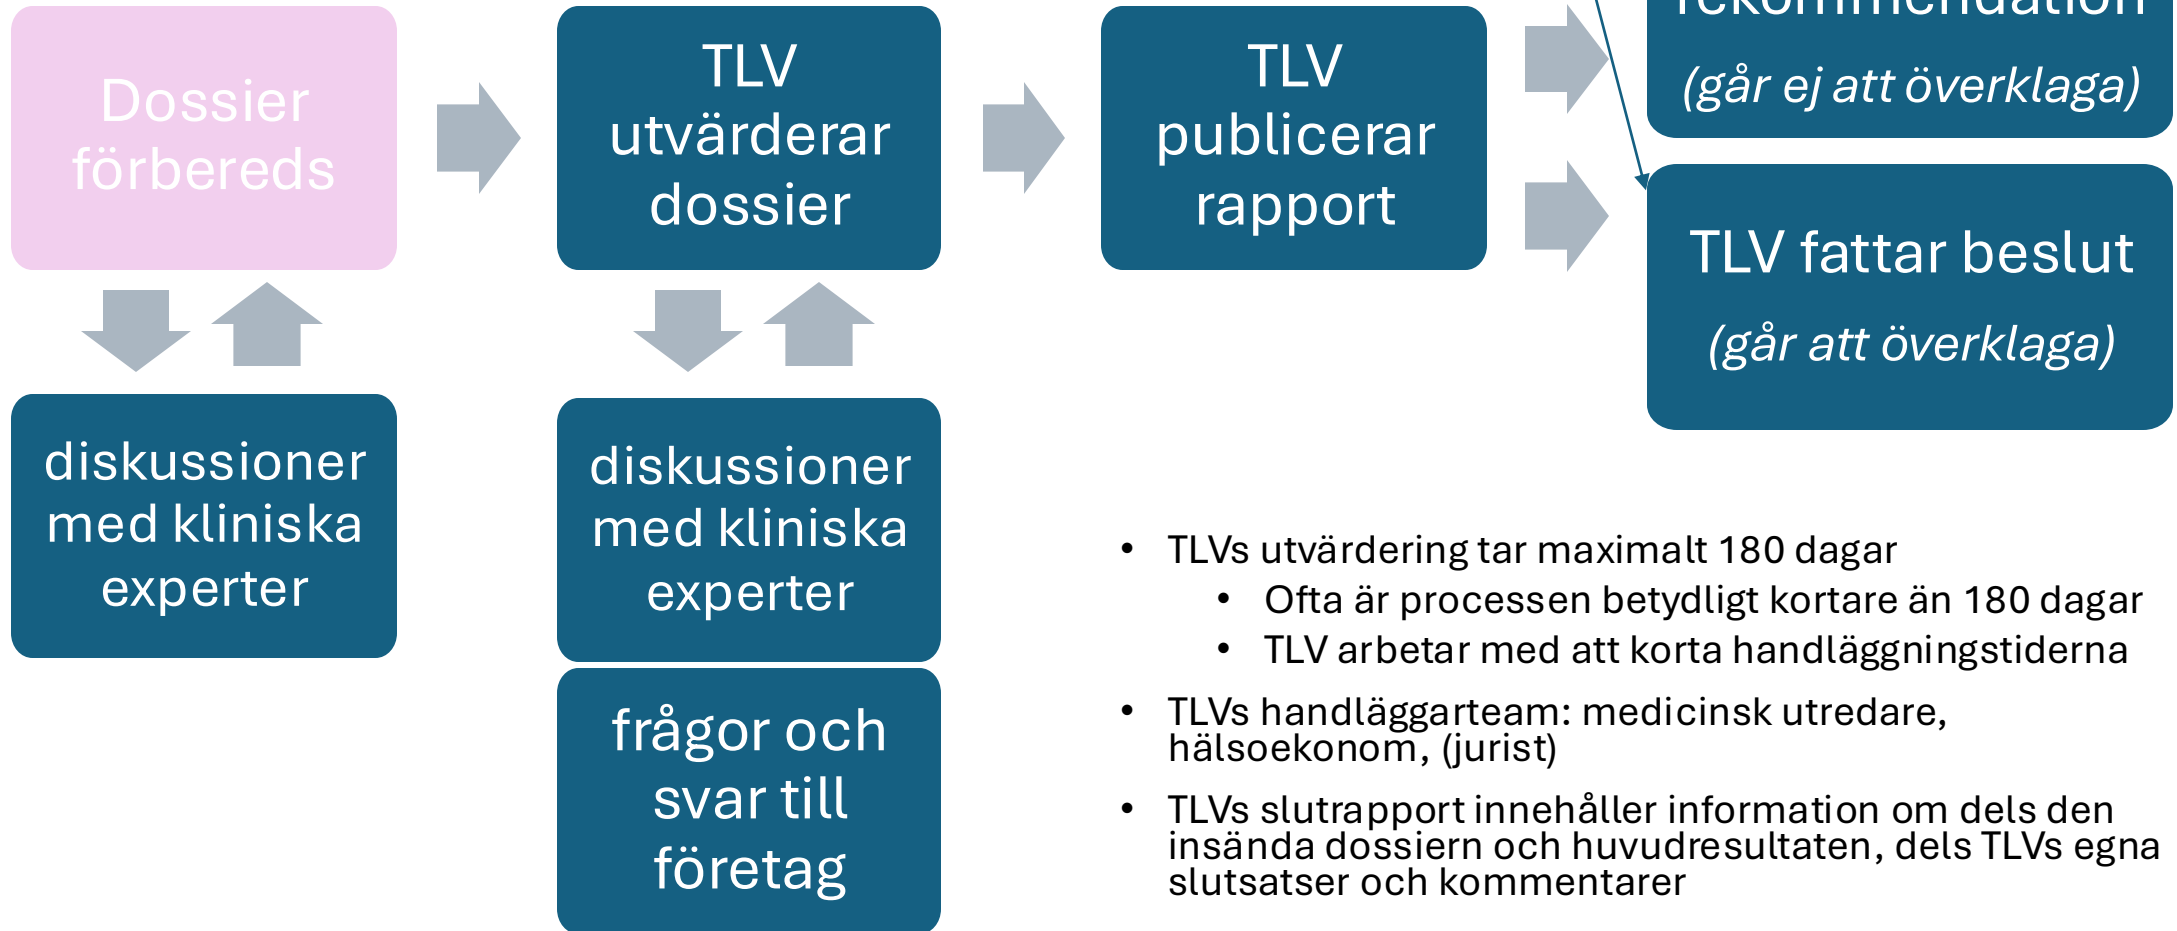 Dossier
förbereds
TLV
utvärderar
dossier
TLV
publicerar
rapport
rekommendation
(går ej att överklaga)
TLV fattar beslut
(går att överklaga)
diskussioner
med kliniska
experter
diskussioner
med kliniska
experter
frågor och
svar till
företag
• TLVs utvärdering tar maximalt 180 dagar
• Ofta är processen betydligt kortare än 180 dagar
• TLV arbetar med att korta handläggningstiderna
• TLVs handläggarteam: medicinsk utredare,
hälsoekonom, (jurist)
• TLVs slutrapport innehåller information om dels den
insända dossiern och huvudresultaten, dels TLVs egna
slutsatser och kommentarer